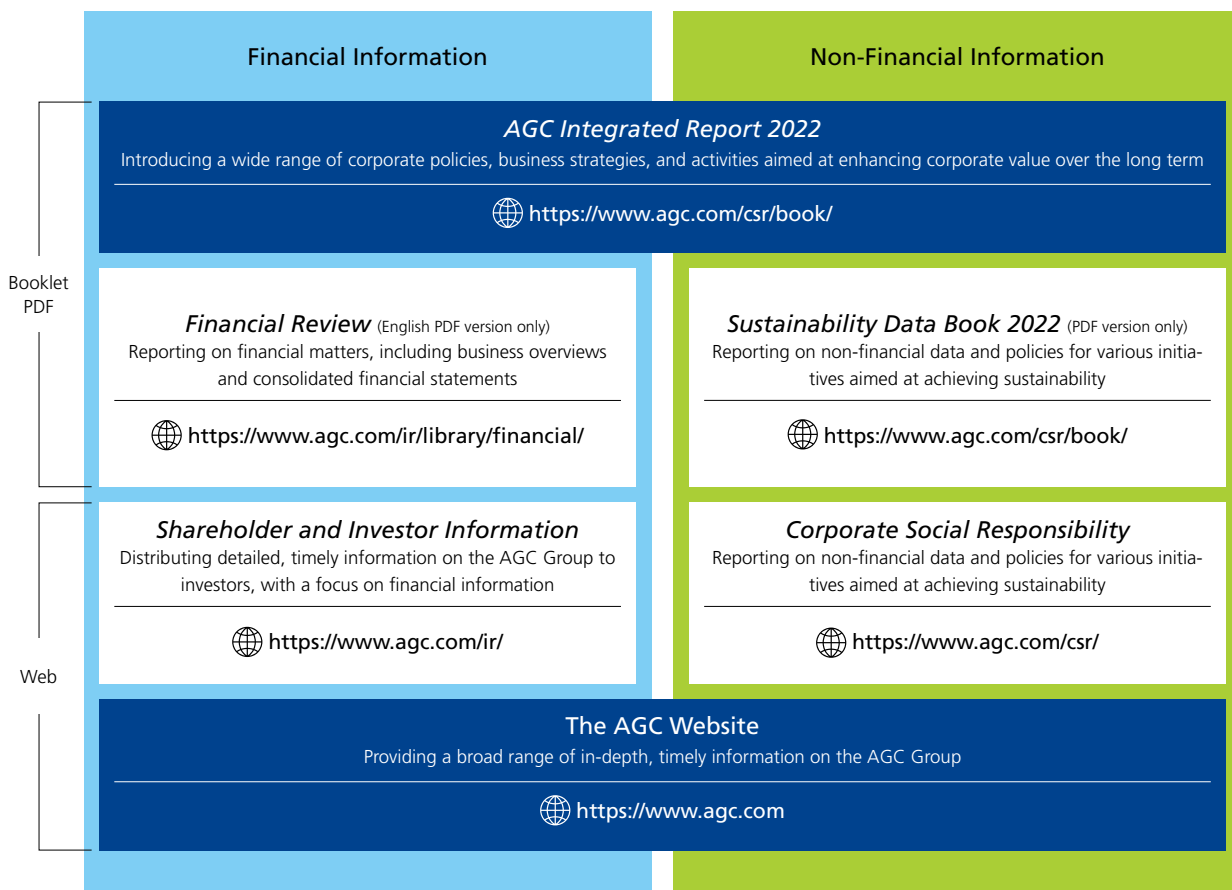 Financial Information
Non-Financial Information
AGC Integrated Report 2022
Introducing a wide range of corporate policies, business strategies, and activities aimed at enhancing corporate value over the long term
https://www.agc.com/csr/book/
Booklet
PDF
Financial Review (English PDF version only)
Reporting on financial matters, including business overviews
and consolidated financial statements
https://www.agc.com/ir/library/financial/
Sustainability Data Book 2022 (PDF version only)
Reporting on non-financial data and policies for various initia-
tives aimed at achieving sustainability
https://www.agc.com/csr/book/
Web
Shareholder and Investor Information
Distributing detailed, timely information on the AGC Group to
investors, with a focus on financial information
https://www.agc.com/ir/
Corporate Social Responsibility
Reporting on non-financial data and policies for various initia-
tives aimed at achieving sustainability
https://www.agc.com/csr/
The AGC Website
Providing a broad range of in-depth, timely information on the AGC Group
https://www.agc.com